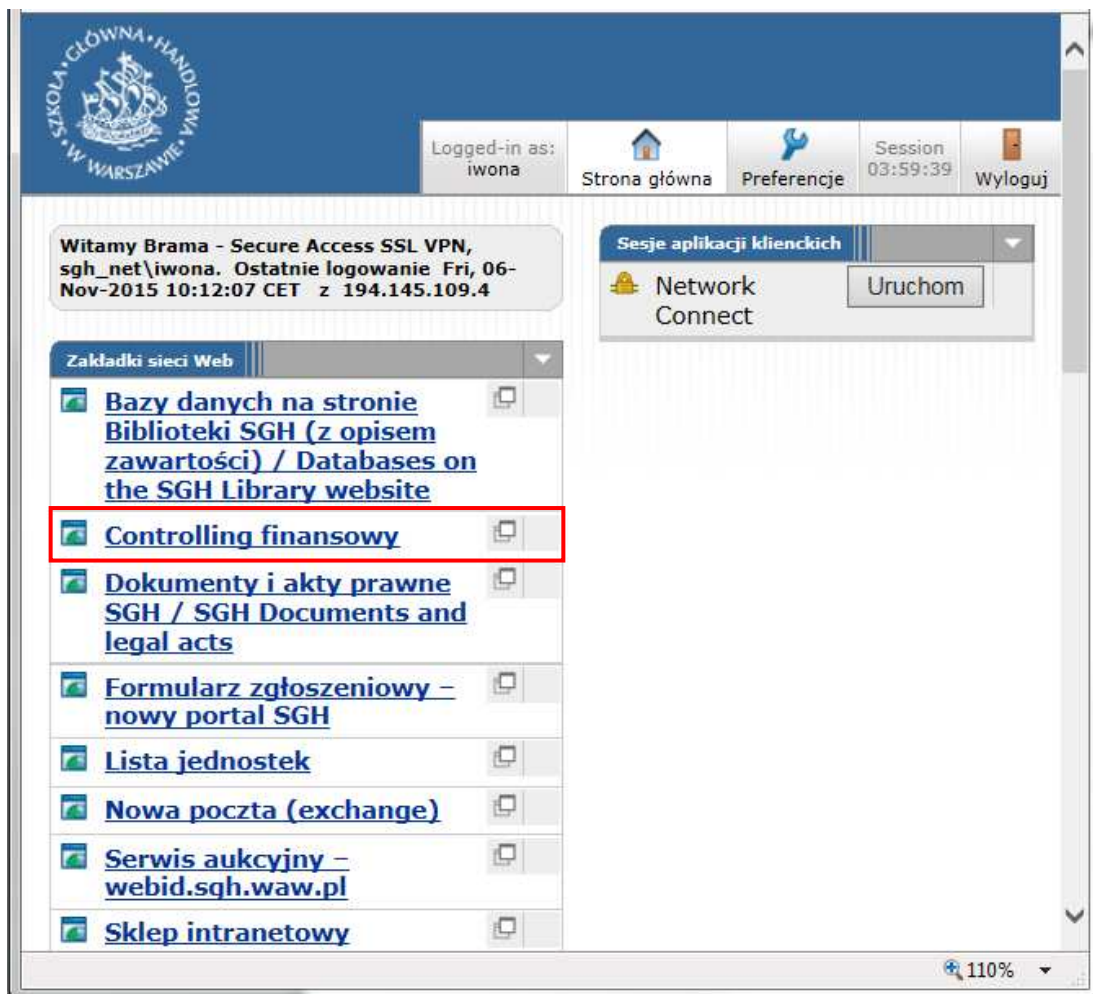 SZKOŁA GŁÓWNA HANDLOWA W WARSZAWIE
Logged-in as:
iwona
Strona główna
Preferencje
Session
03:59:39
Wyloguj
Witamy Brama - Secure Access SSL VPN,
sgh_net\iwona. Ostatnie logowanie Fri, 06-
Nov-2015 10:12:07 CET z 194.145.109.4
Sesje aplikacji klienckich
Network
Connect
Uruchom
Zakładki sieci Web
Bazy danych na stronie
Biblioteki SGH (z opisem
zawartości) / Databases on
the SGH Library website
Controlling finansowy
Dokumenty i akty prawne
SGH / SGH Documents and
legal acts
Formularz zgłoszeniowy –
nowy portal SGH
Lista jednostek
Nowa poczta (exchange)
Serwis aukcyjny –
webid.sgh.waw.pl
Sklep intranetowy
110%